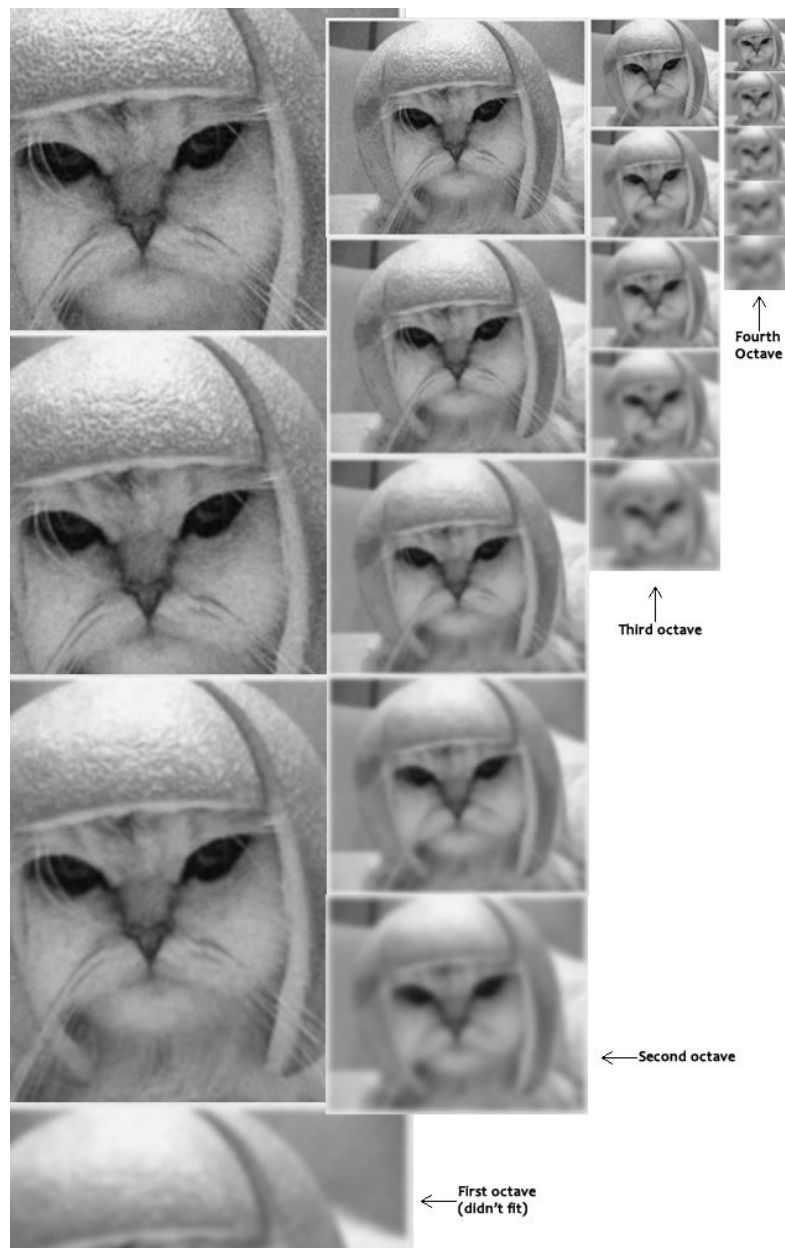 Fourth
Octave
Third octave
Second octave
First octave
(didn't fit)